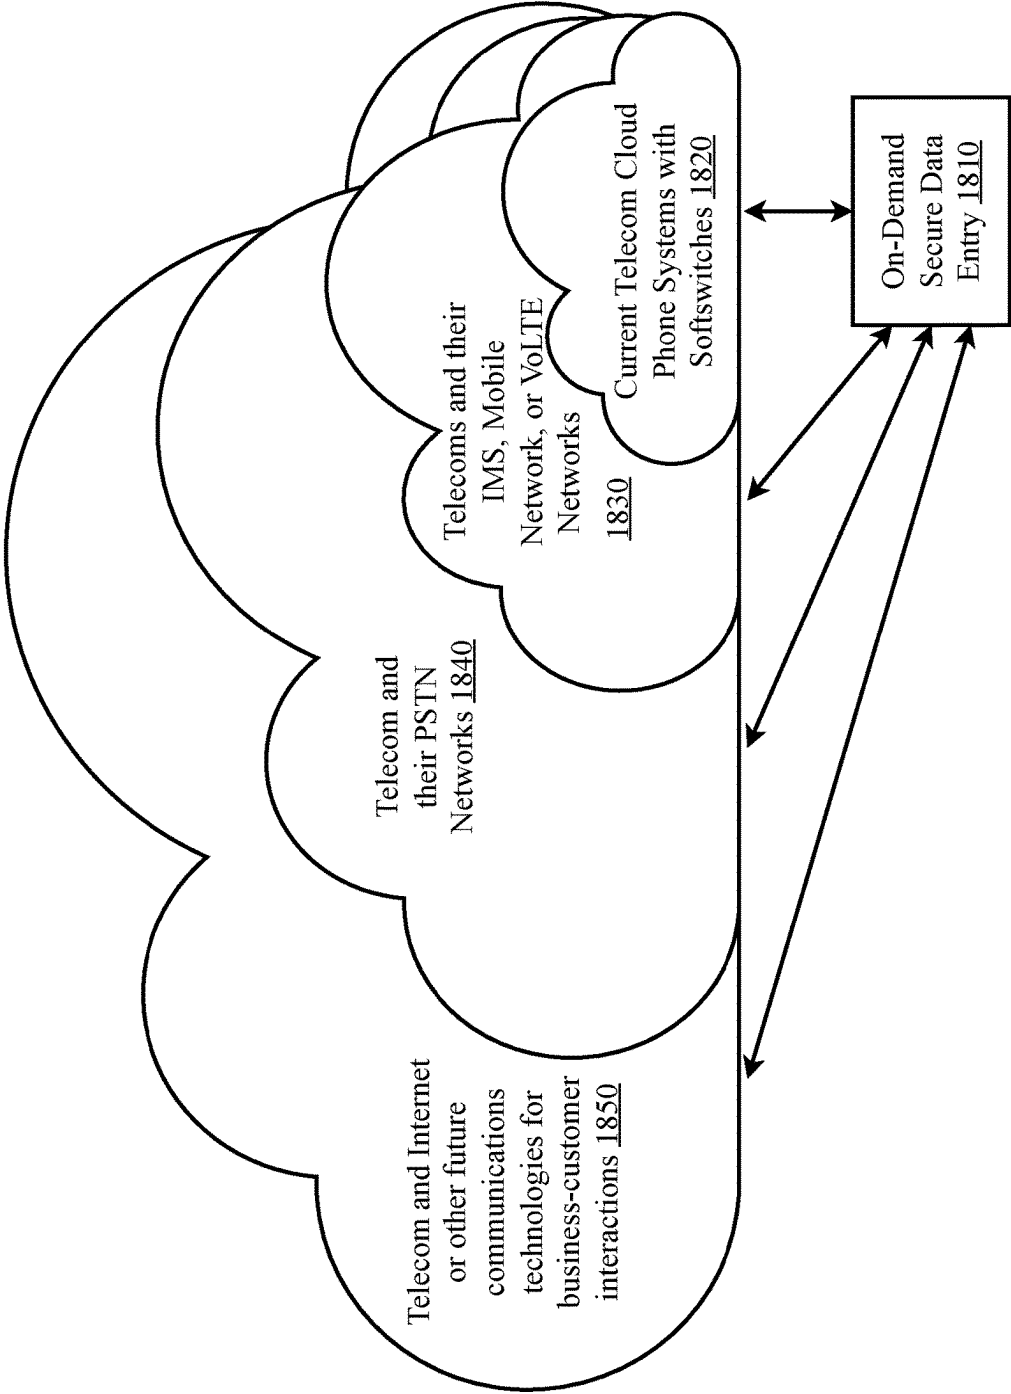 Telecom and Internet
or other future
communications
technologies for
business-customer
interactions 1850
Telecom and
their PSTN
Networks 1840
Telecoms and their
IMS, Mobile
Network, or VoLTE
Networks
1830
Current Telecom Cloud
Phone Systems with
Softswitches 1820
On-Demand
Secure Data
Entry 1810